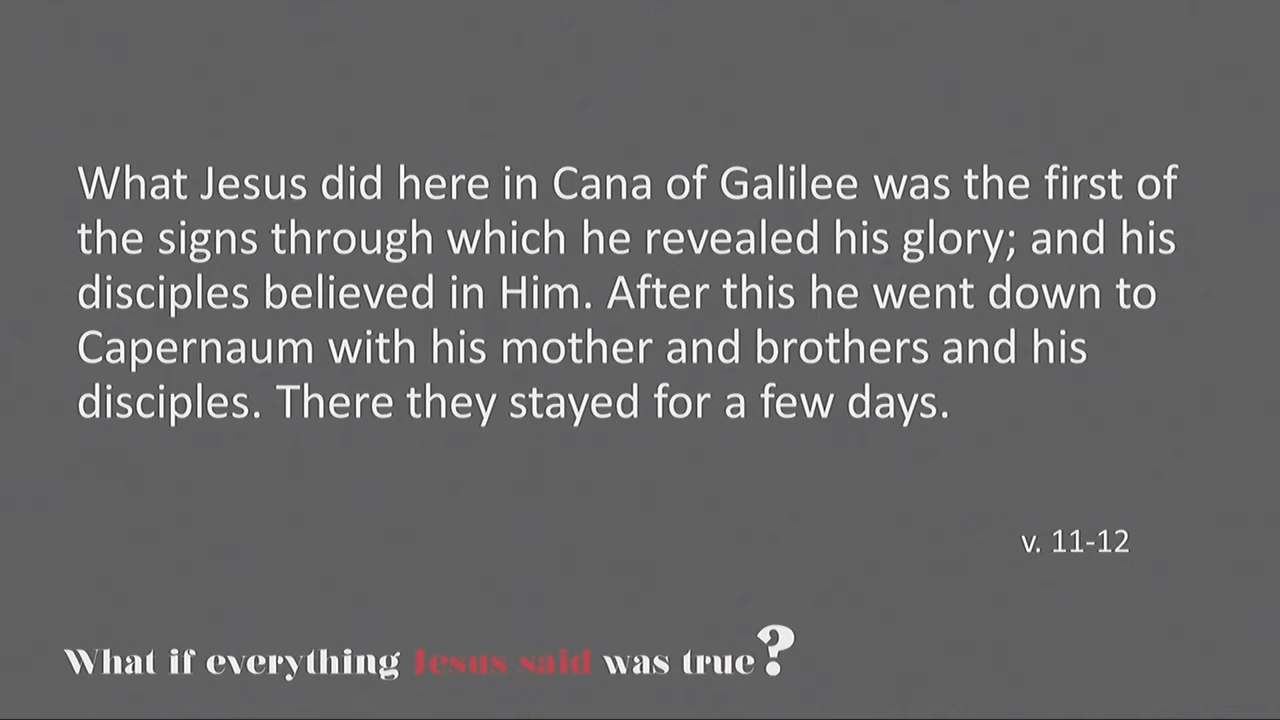 What Jesus did here in Cana of Galilee was the first of
the signs through which he revealed his glory; and his
disciples believed in Him. After this he went down to
Capernaum with his mother and brothers and his
disciples. There they stayed for a few days.
v. 11-12
What if everything Jesus said was true?